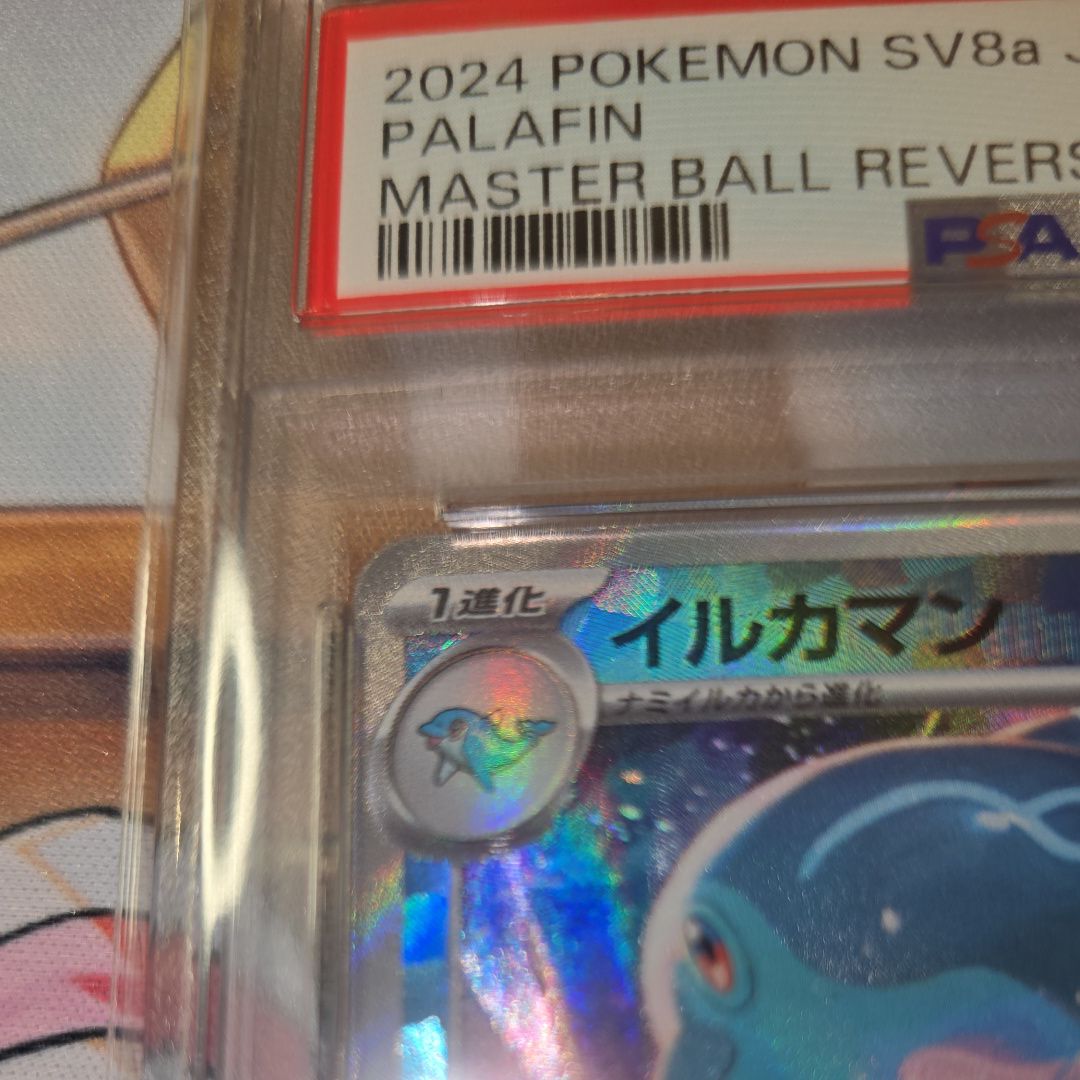 2024 POKEMON SV8a
PALAFIN
MASTER BALL REVERS
PSA
1進化
イルカマン
ナミイルカから進化